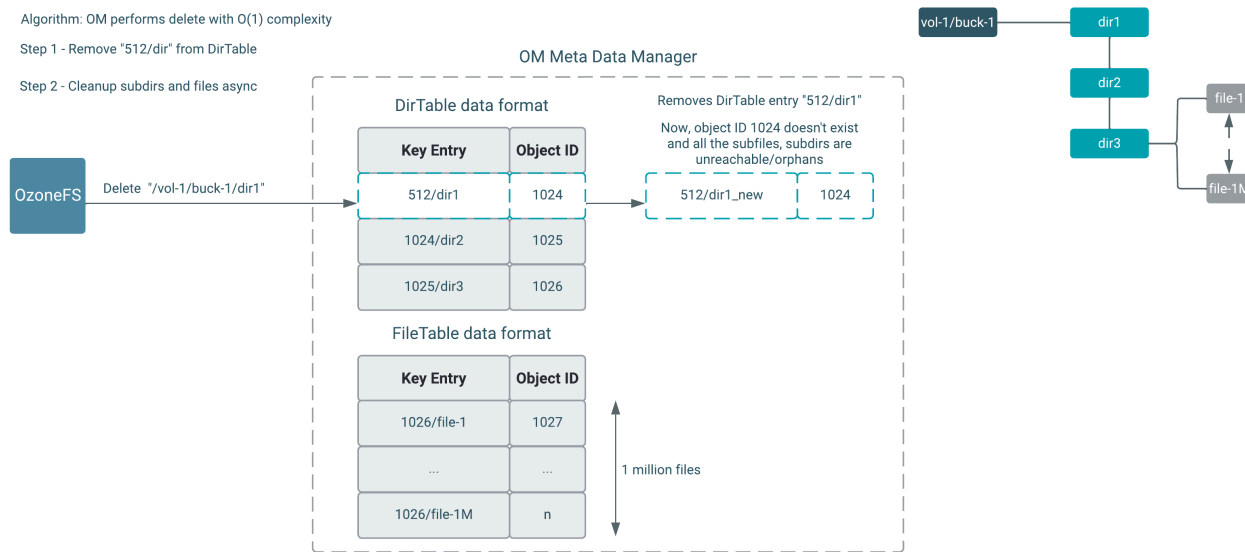 Algorithm: OM performs delete with O(1) complexity
Step 1 - Remove "512/dir" from DirTable
Step 2 - Cleanup subdirs and files async
OM Meta Data Manager
DirTable data format
Key Entry Object ID
512/dir1 1024
1024/dir2 1025
1025/dir3 1026
OzoneFS
Delete "/vol-1/buck-1/dir1"
Removes DirTable entry "512/dir1"
Now, object ID 1024 doesn't exist
and all the subfiles, subdirs are
unreachable/orphans
512/dir1_new 1024
FileTable data format
Key Entry Object ID
1026/file-1 1027
... ...
1026/file-1M n
1 million files
vol-1/buck-1
dir1
dir2
dir3
file-1
file-1M